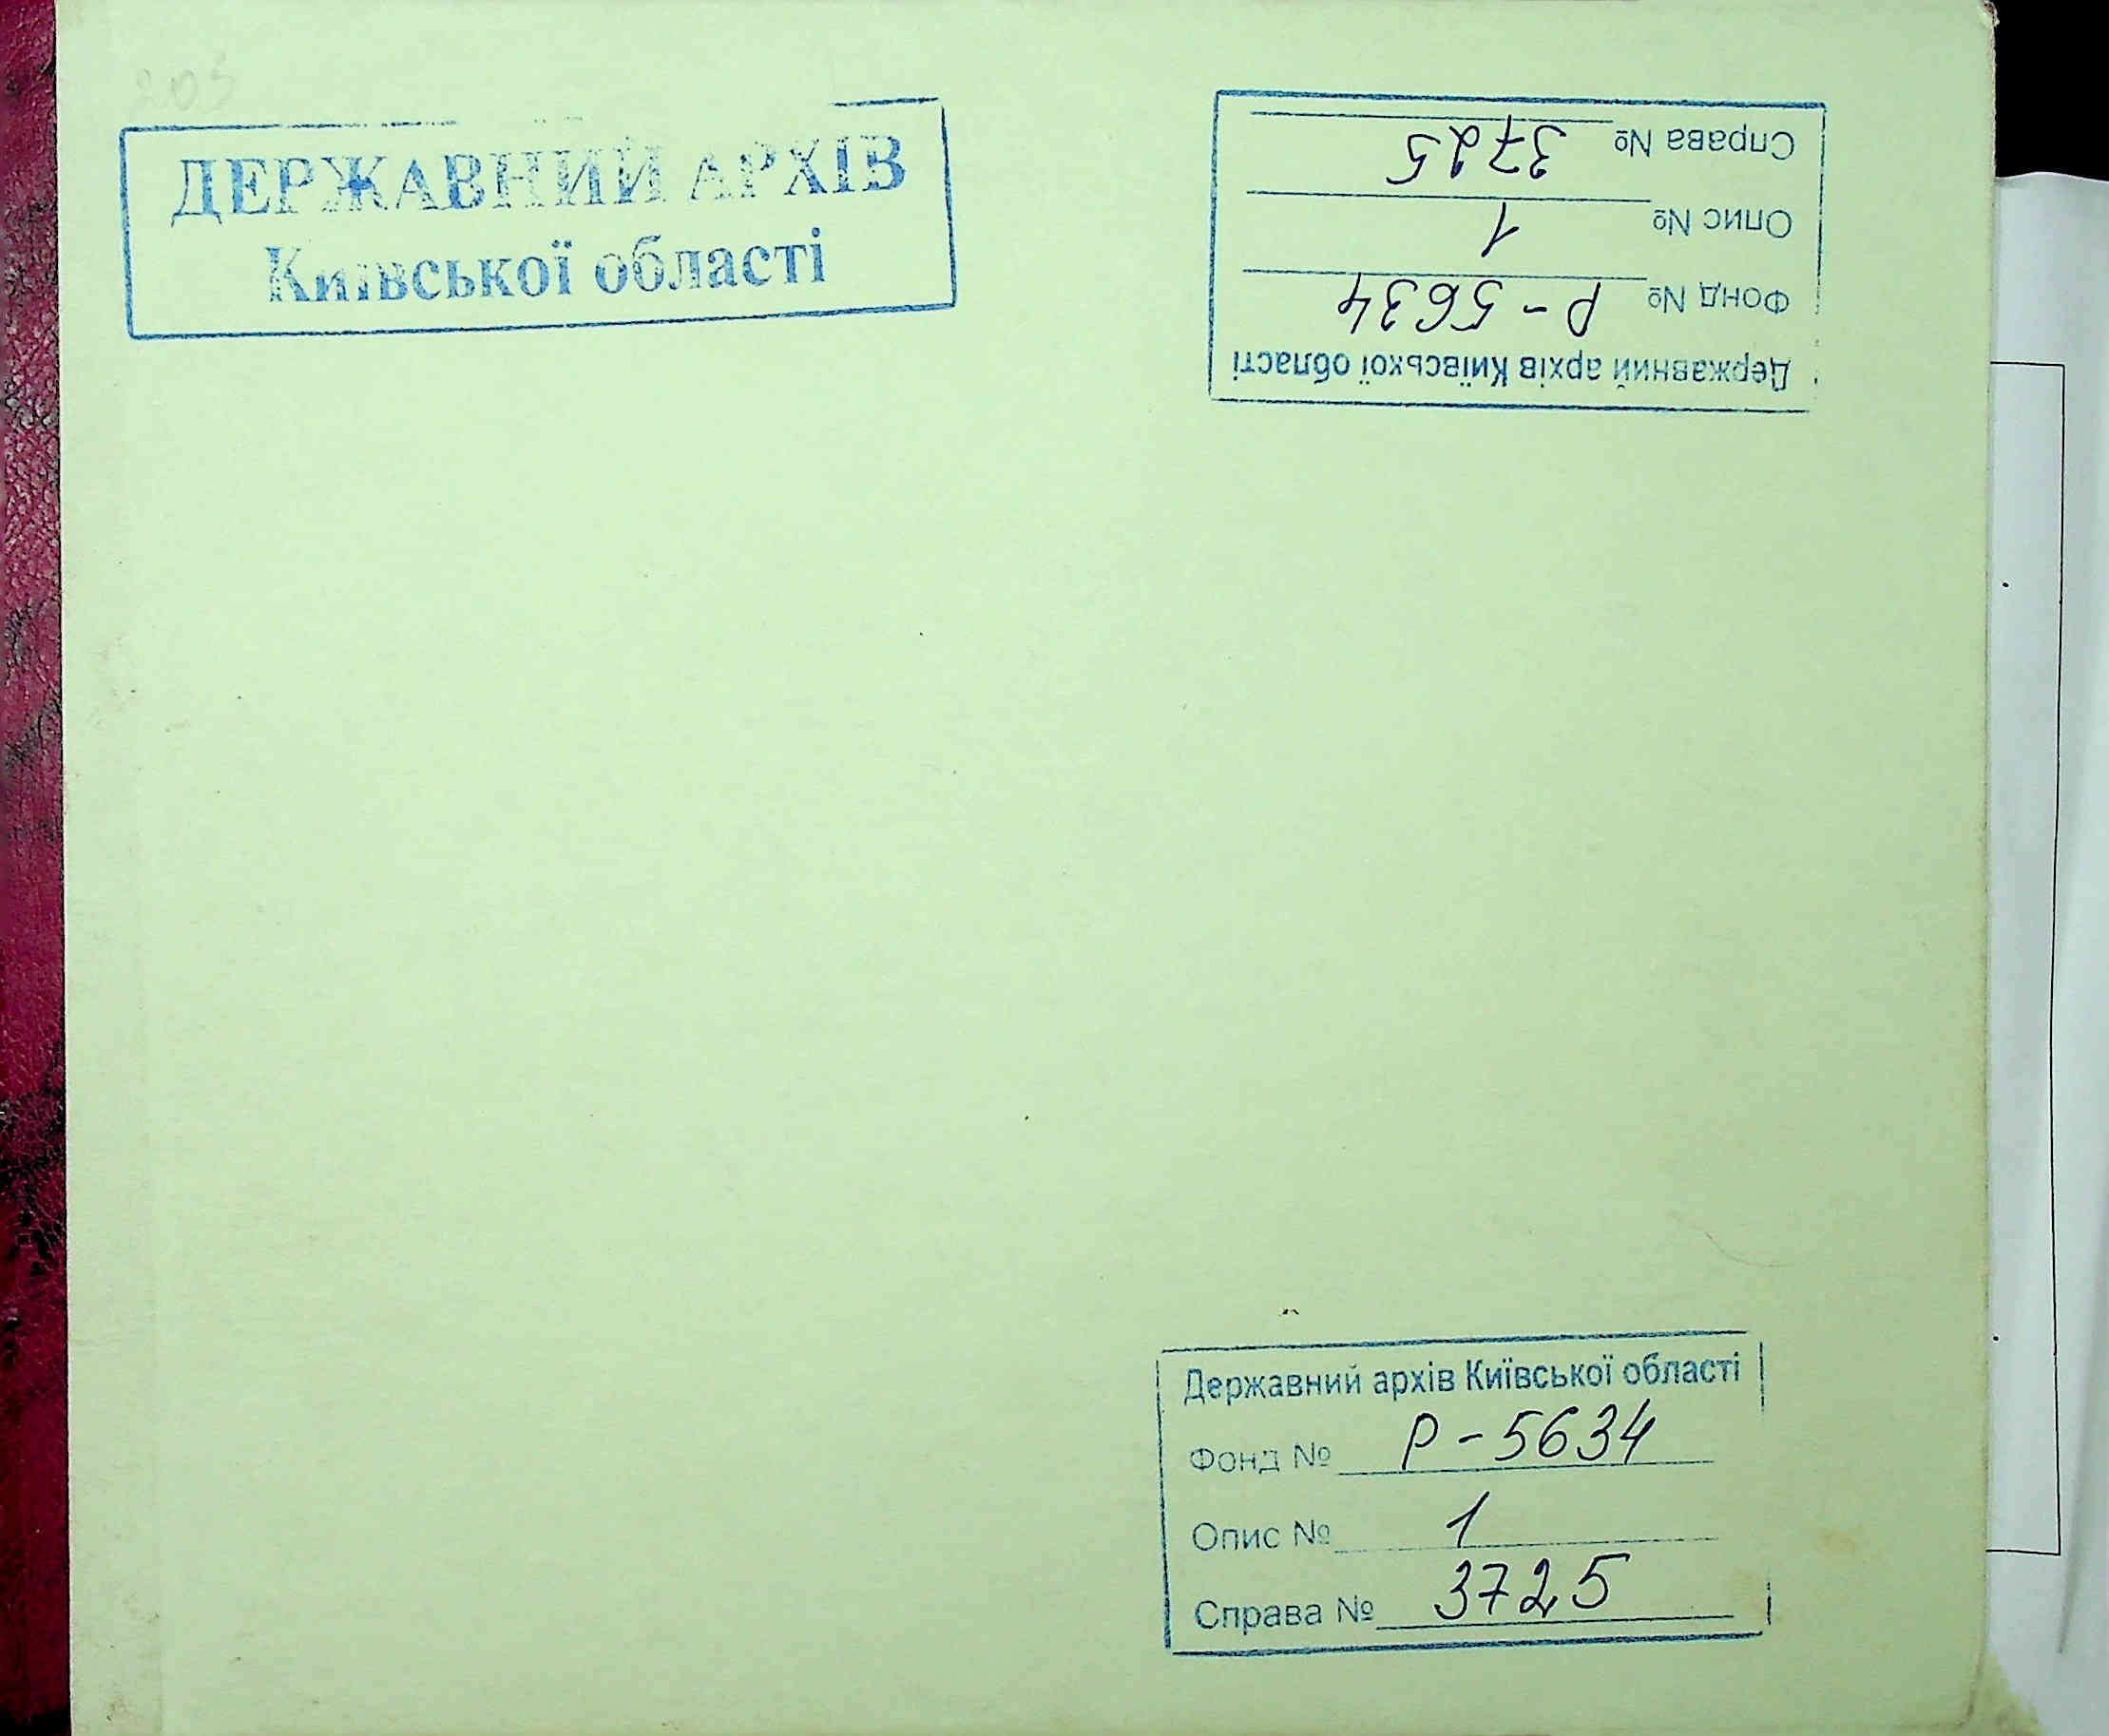 203
ДЕРЖАВНИЙ АРХІВ
Київської області
Державний архів Київської області
Фонд № Р-5634
Опис № 1
Справа № 3725
Державний архів Київської області
Фонд № Р-5634
Опис № 1
Справа № 3725